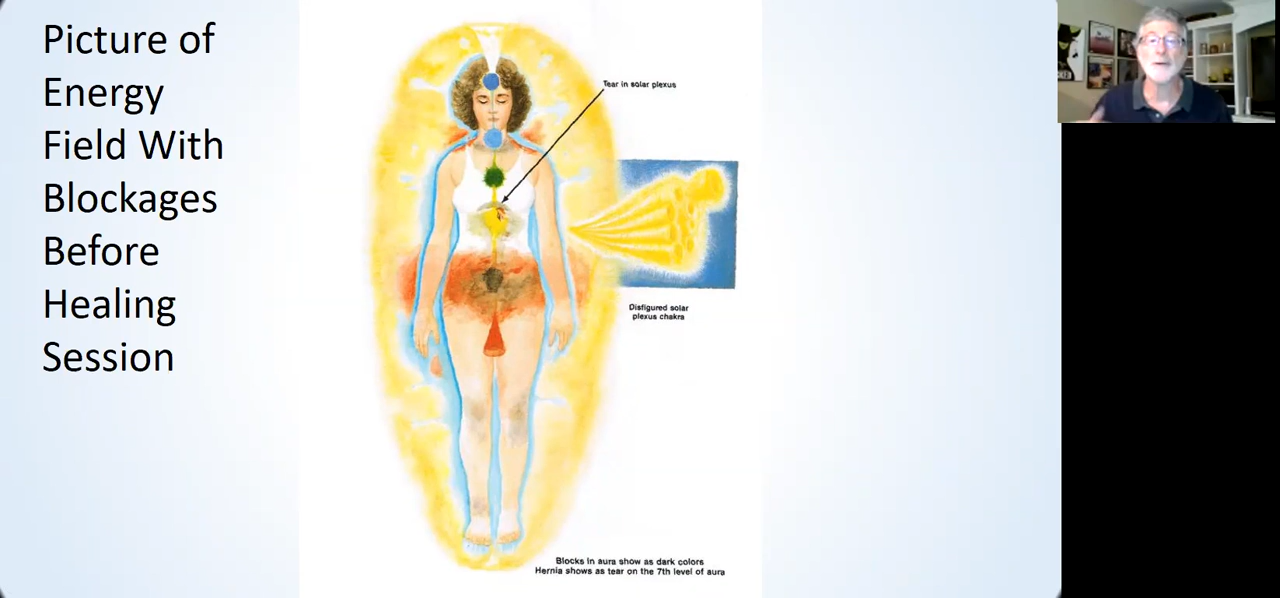 Picture of
Energy
Field With
Blockages
Before
Healing
Session
Tear in solar plexus
Disfigured solar
plexus chakra
Blocks in aura show as dark colors
Hernia shows as tear on the 7th level of aura